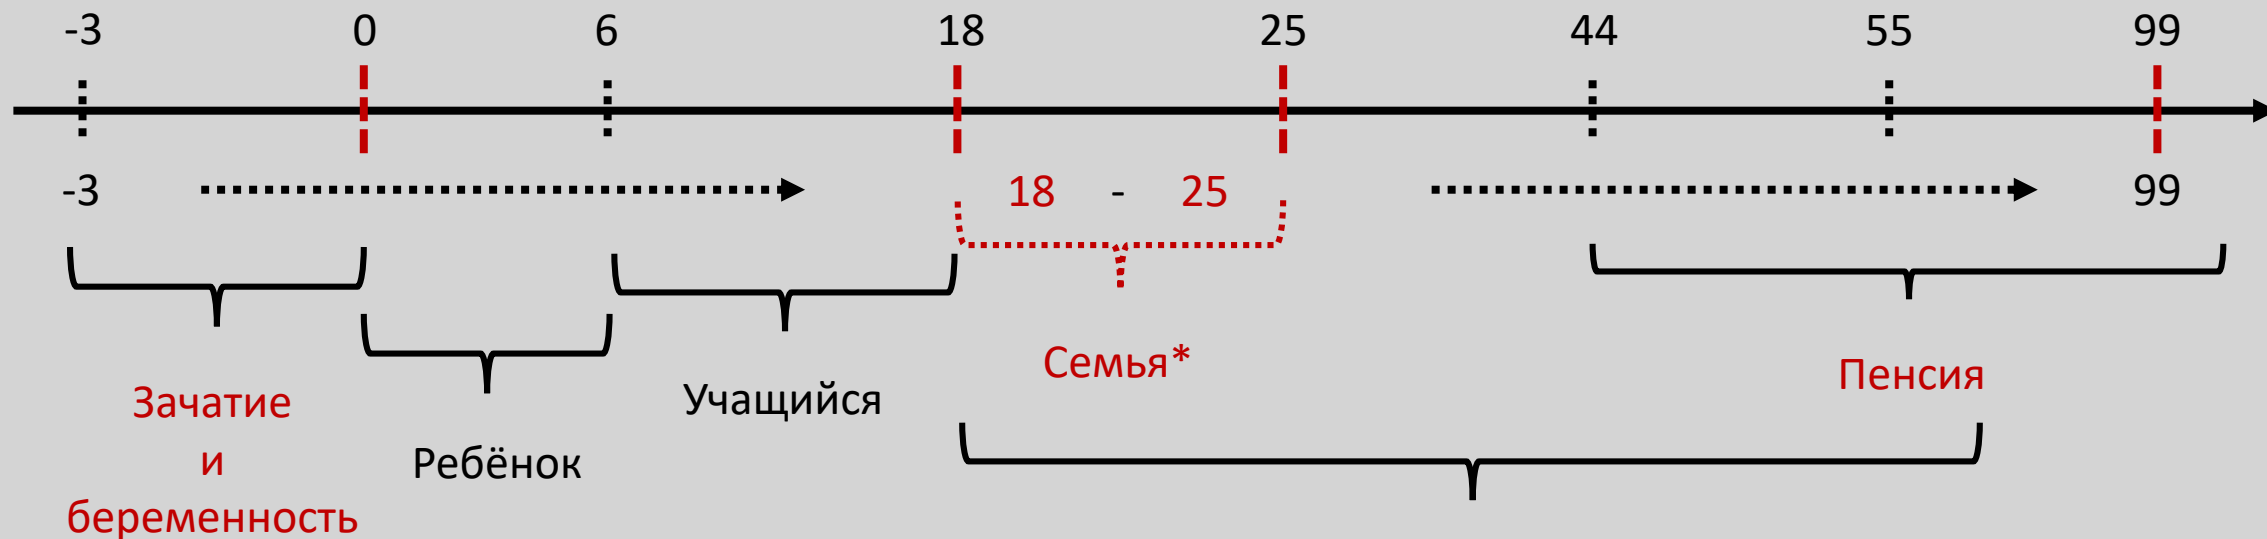 -3 0 6 18 25 44 55 99
-3 18 - 25 99
Семья*
Пенсия
Зачатие
и
беременность
Учащийся
Ребёнок